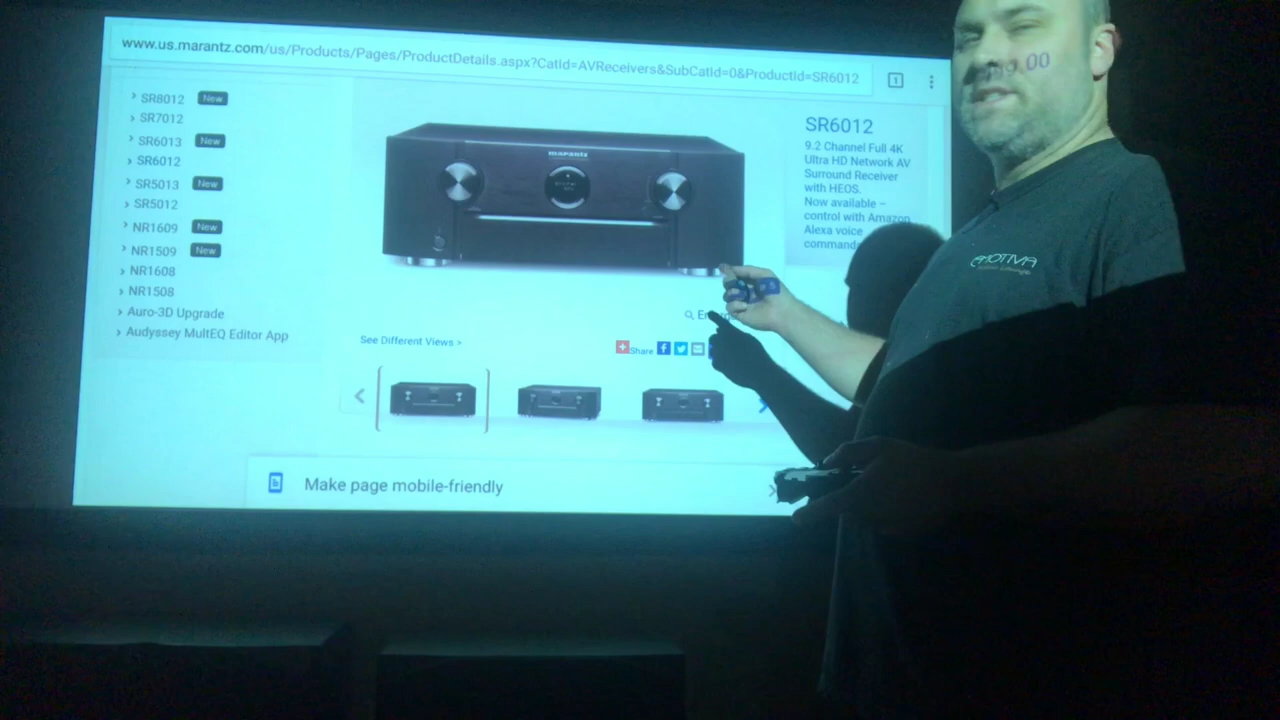 www.us.marantz.com/us/Products/Pages/ProductDetails.aspx?CatId=AVReceivers&SubCatId=0&ProductId=SR6012
1
SR8012 New
SR7012
SR6013 New
SR6012
SR5013 New
SR5012
NR1609 New
NR1509 New
NR1608
NR1508
Auro-3D Upgrade
Audyssey MultEQ Editor App
marantz
SR6012
9.2 Channel Full 4K
Ultra HD Network AV
Surround Receiver
with HEOS.
Now available –
control with Amazon
Alexa voice
See Different Views >
Share
Make page mobile-friendly
EMOTIVA